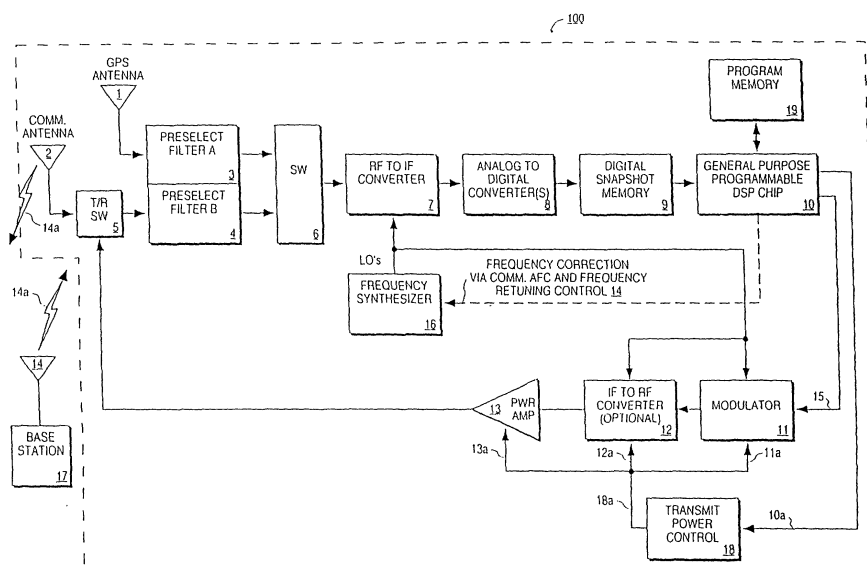 100
GPS
ANTENNA
1
COMM.
ANTENNA
2
14a
T/R
SW
5
PRESELECT
FILTER A
3
PRESELECT
FILTER B
4
SW
6
RF TO IF
CONVERTER
7
ANALOG TO
DIGITAL
CONVERTER(S)
8
DIGITAL
SNAPSHOT
MEMORY
9
PROGRAM
MEMORY
19
GENERAL PURPOSE
PROGRAMMABLE
DSP CHIP
10
LO's
FREQUENCY
SYNTHESIZER
16
FREQUENCY CORRECTION
VIA COMM. AFC AND FREQUENCY
RETUNING CONTROL 14
14a
14
BASE
STATION
17
13
PWR
AMP
IF TO RF
CONVERTER
(OPTIONAL)
12
MODULATOR
11
15
13a
12a
11a
18a
TRANSMIT
POWER
CONTROL
18
10a